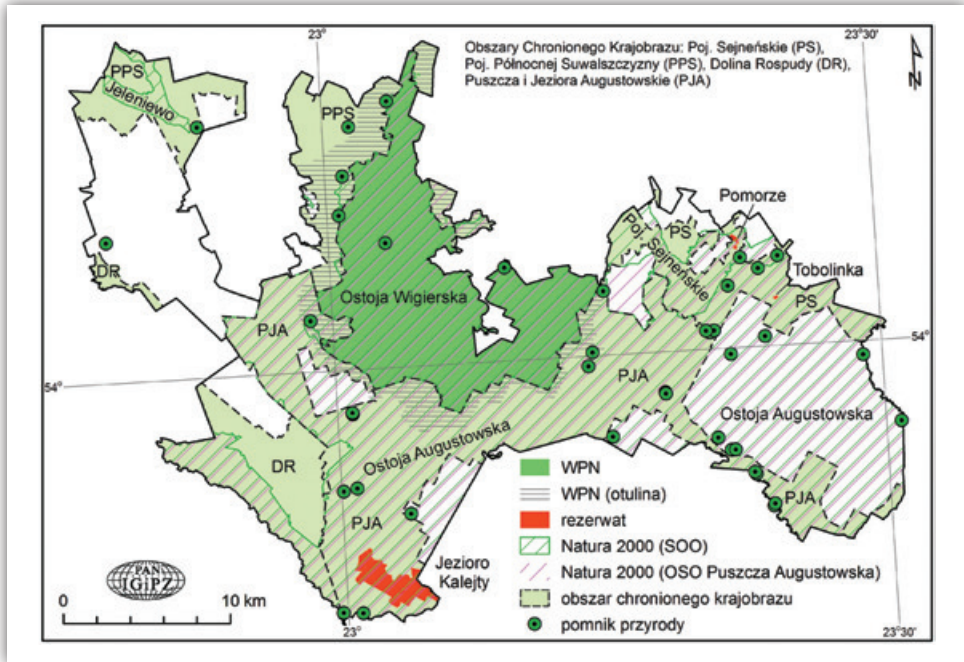 23°
23°30'
Obszary Chronionego Krajobrazu: Poj. Sejneńskie (PS),
Poj. Północnej Suwalszczyzny (PPS), Dolina Rospudy (DR),
Puszcza i Jeziora Augustowskie (PJA)
N
PPS
Jeleniewo
PPS
Pomorze
PS
Poj. Sejneńskie
DR
Tobolinka
PS
Ostoja Wigierska
PJA
54°
PJA
54°
Ostoja Augustowska
Ostoja Augustowska
DR
PJA
PJA
Jezioro
Kalejty
WPN
WPN (otulina)
rezerwat
Natura 2000 (SOO)
Natura 2000 (OSO Puszcza Augustowska)
obszar chronionego krajobrazu
pomnik przyrody
PAN
IGiPZ
0
10 km
23°
23°30'